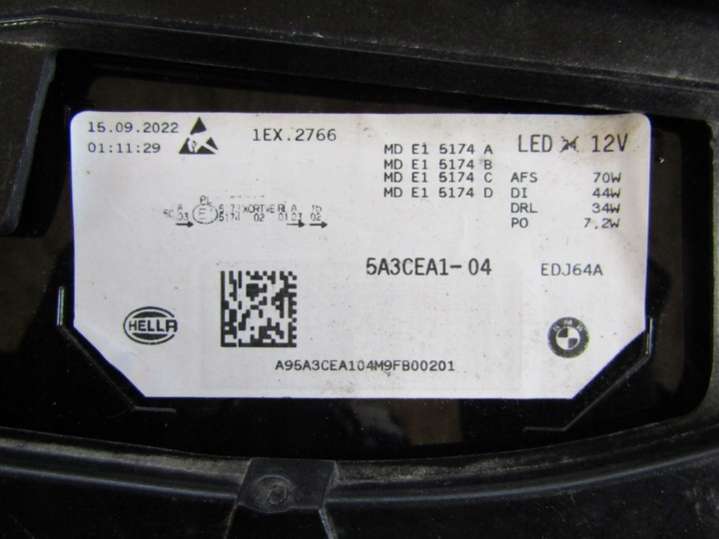 15.09.2022
01:11:29
1EX.2766
MD E1 5174 A
MD E1 5174 B
MD E1 5174 C
MD E1 5174 D
LED 12V
AFS 70W
DI 44W
DRL 34W
PO 7,2W
5A3CEA1-04
EDJ64A
HELLA
BMW
A95A3CEA104M9FB00201